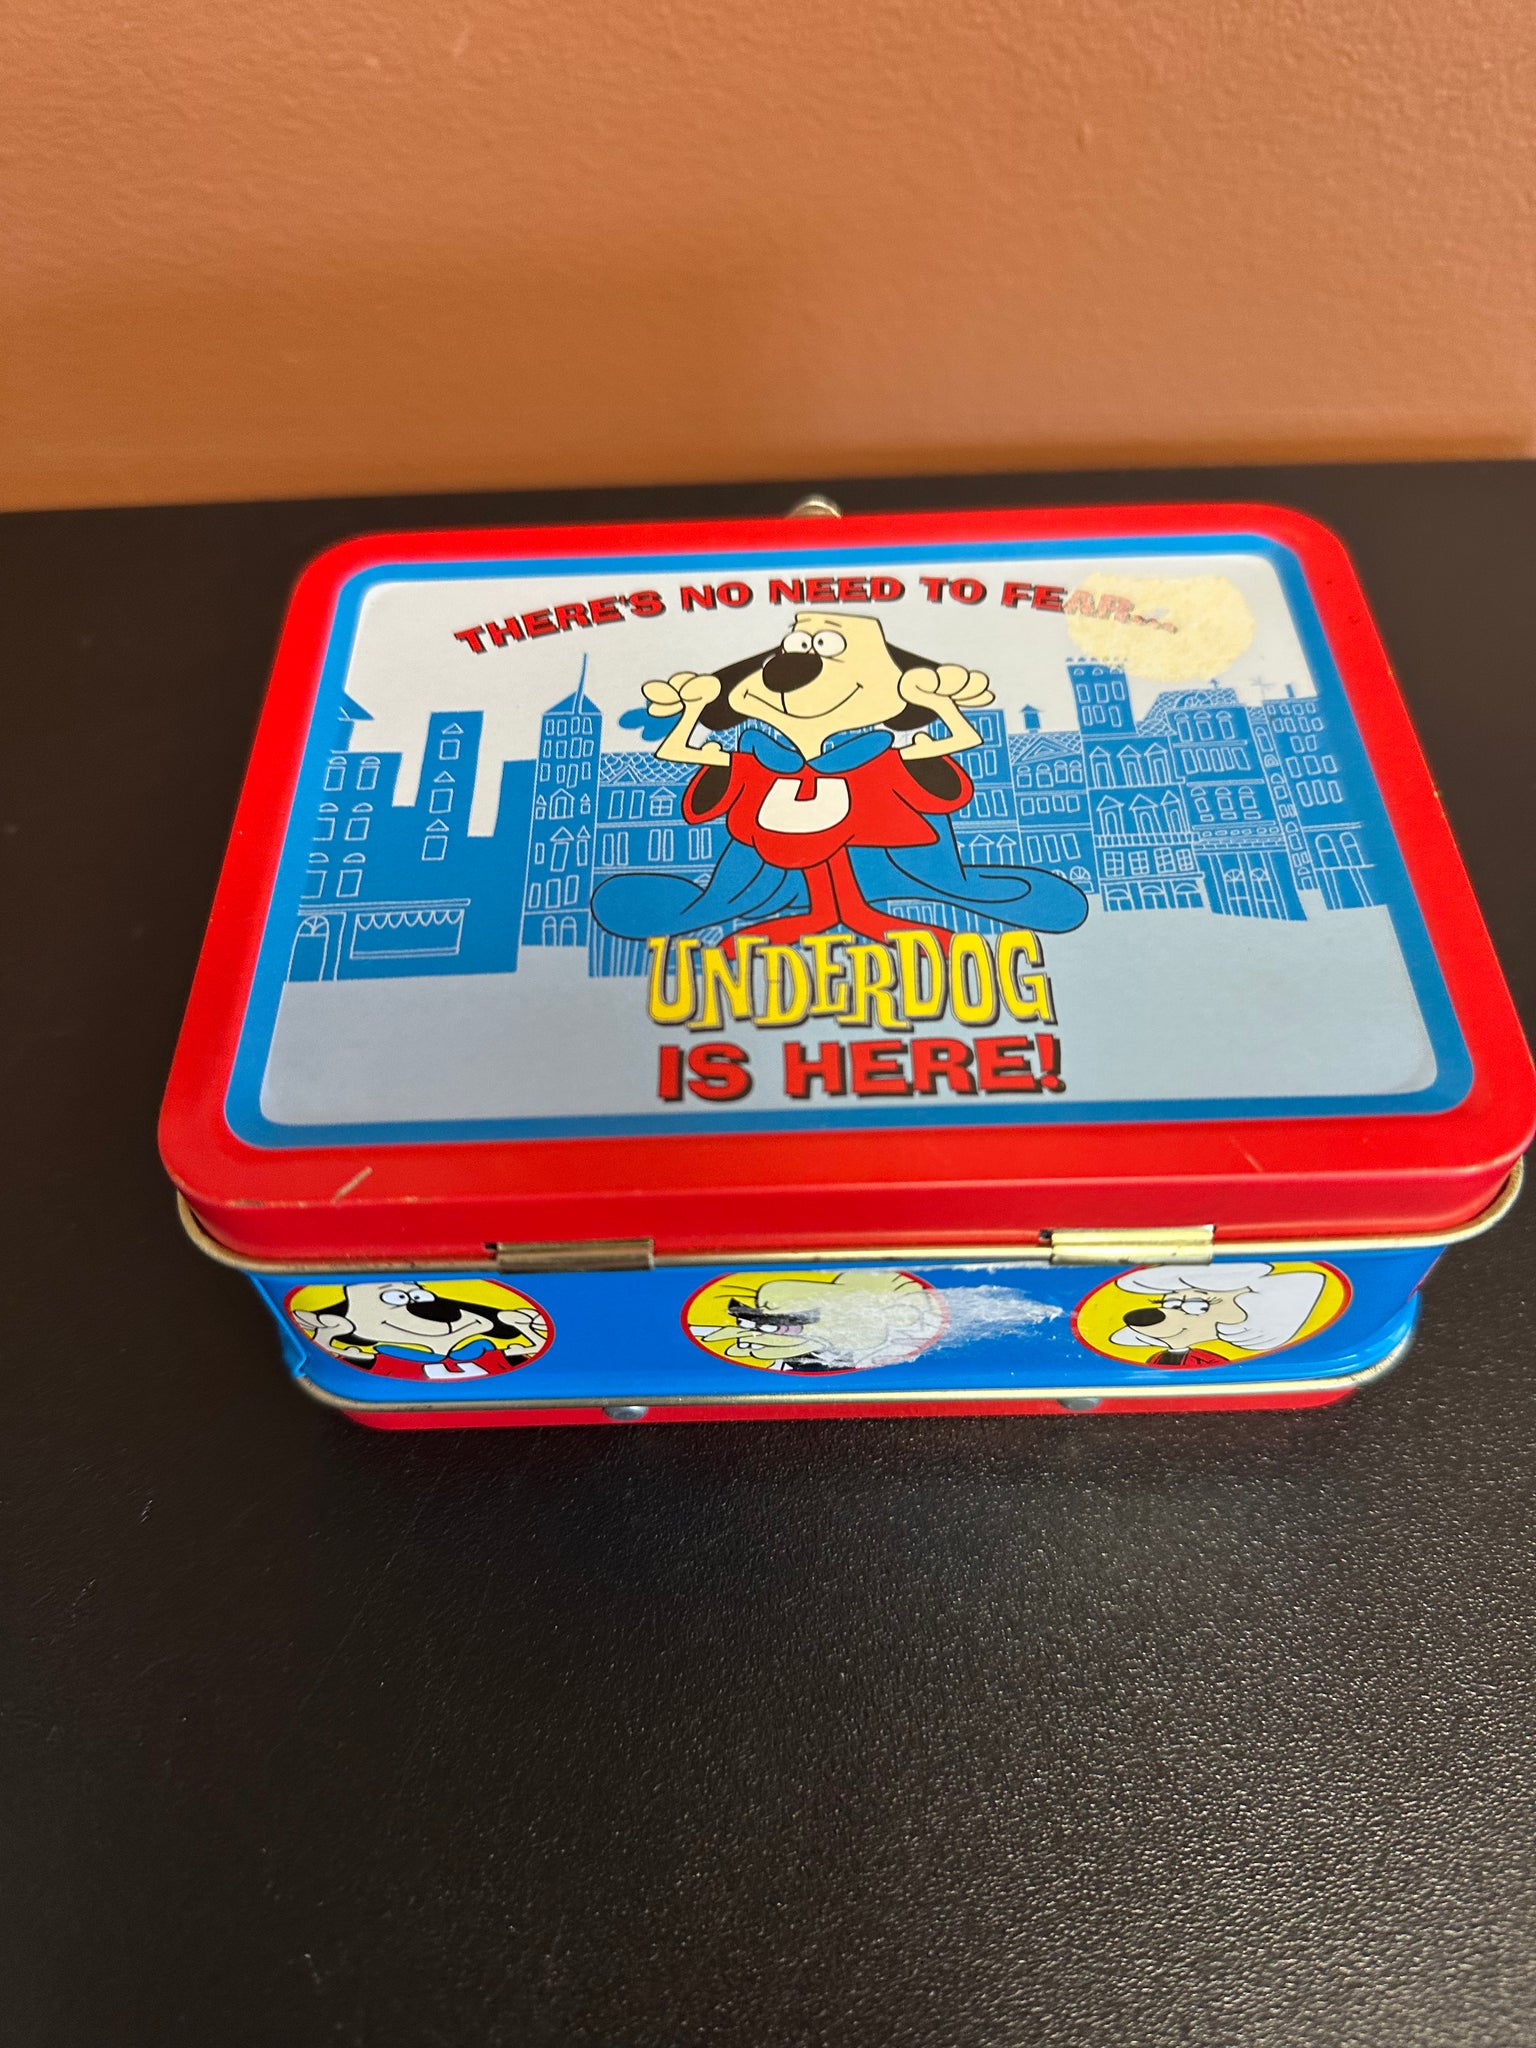 THERE'S NO NEED TO FEAR...
U
UNDERDOG
IS HERE!
U